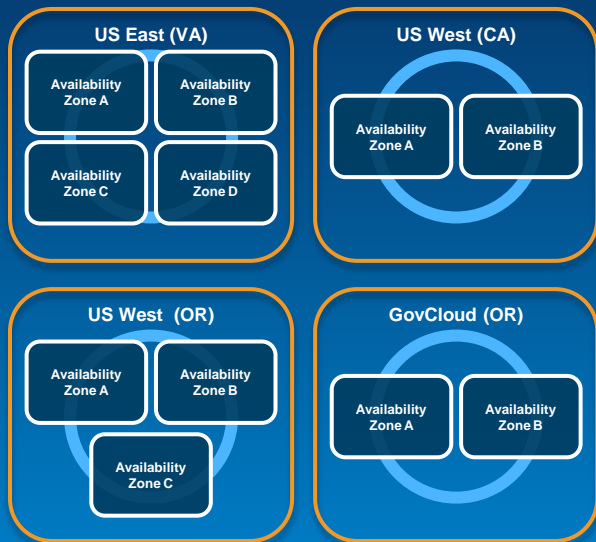 US East (VA)
Availability
Zone A
Availability
Zone B
Availability
Zone C
Availability
Zone D
US West (CA)
Availability
Zone A
Availability
Zone B
US West (OR)
Availability
Zone A
Availability
Zone B
Availability
Zone C
GovCloud (OR)
Availability
Zone A
Availability
Zone B